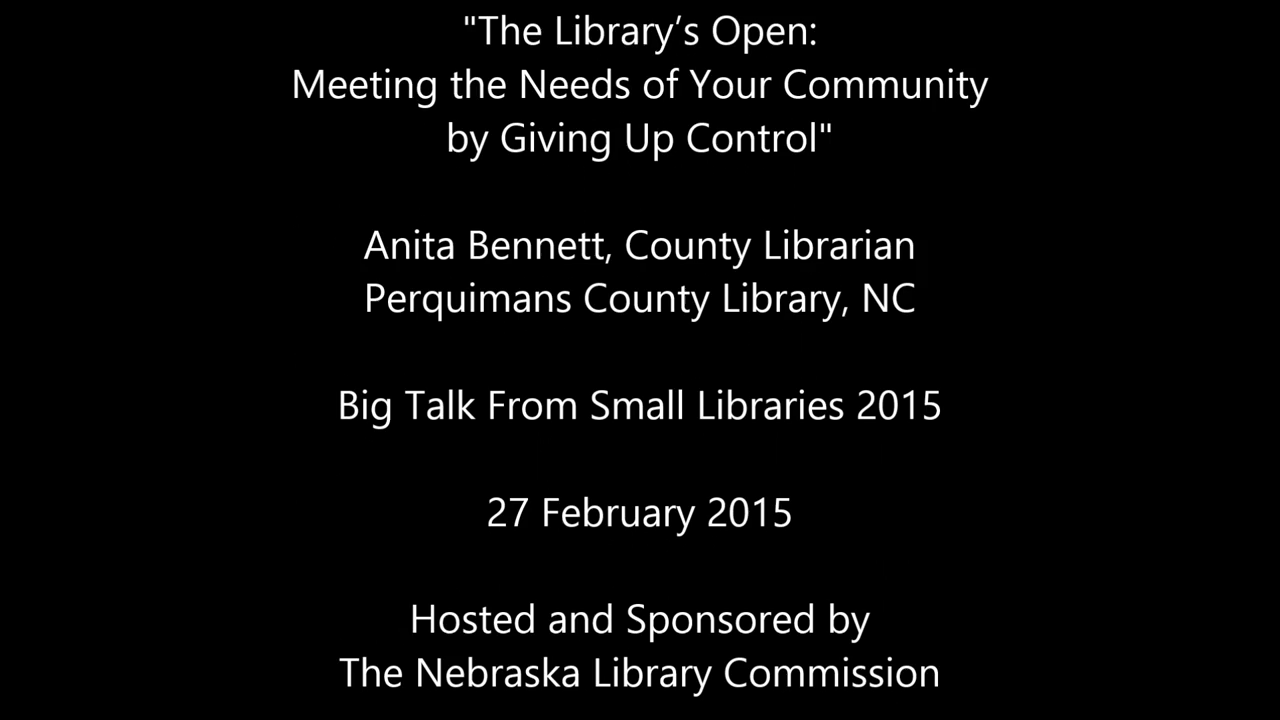 "The Library’s Open:
Meeting the Needs of Your Community
by Giving Up Control"
Anita Bennett, County Librarian
Perquimans County Library, NC
Big Talk From Small Libraries 2015
27 February 2015
Hosted and Sponsored by
The Nebraska Library Commission